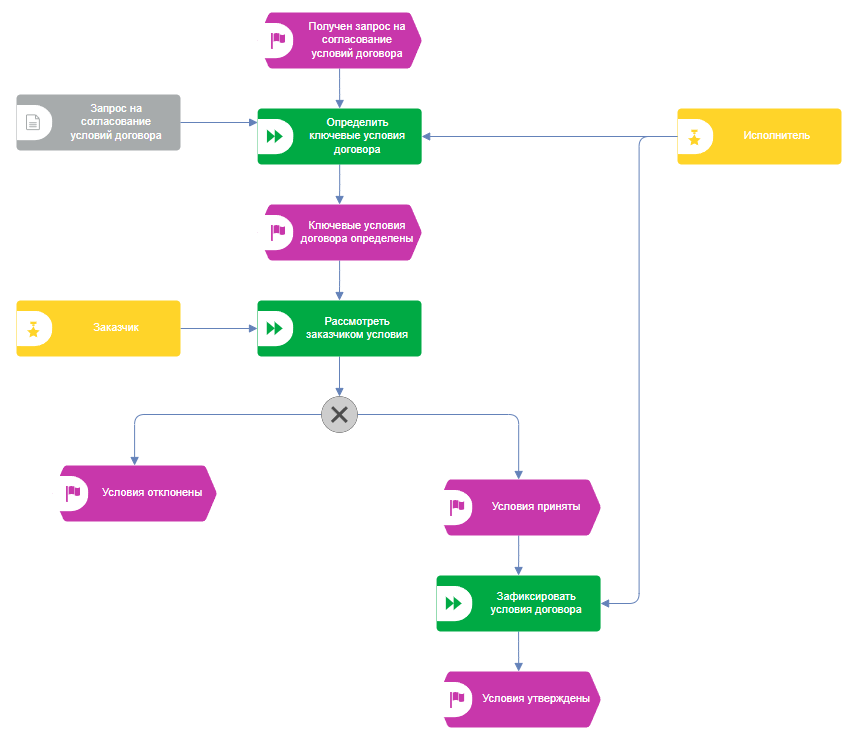 Получен запрос на
согласование
условий договора
Запрос на
согласование
условий договора
Определить
ключевые условия
договора
Исполнитель
Ключевые условия
договора определены
Заказчик
Рассмотреть
заказчиком условия
Условия отклонены
Условия приняты
Зафиксировать
условия договора
Условия утверждены